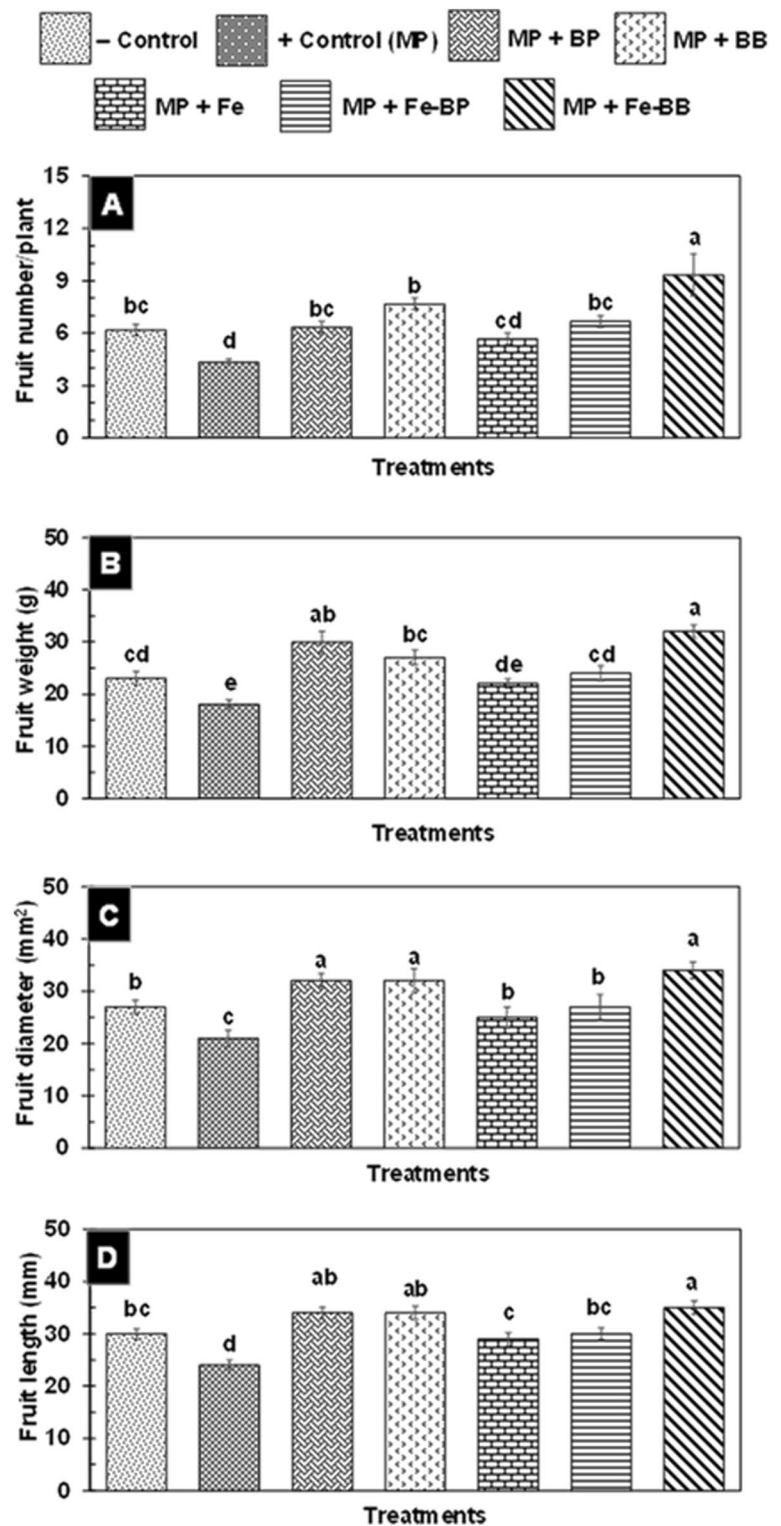 – Control + Control (MP) MP + BP MP + BB
MP + Fe MP + Fe-BP MP + Fe-BB
A
Fruit number/plant
15
12
9
6
3
0
bc d bc b cd bc a
Treatments
B
Fruit weight (g)
50
40
30
20
10
0
cd e ab bc de cd a
Treatments
C
Fruit diameter (mm²)
50
40
30
20
10
0
b c a a b b a
Treatments
D
Fruit length (mm)
50
40
30
20
10
0
bc d ab ab c bc a
Treatments